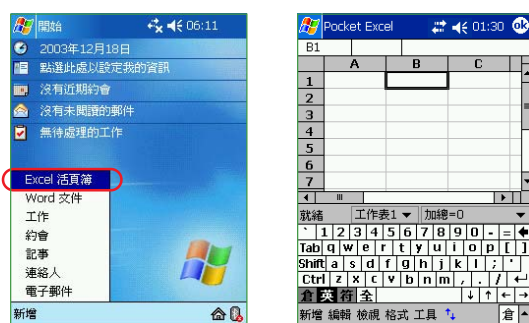 開始 06:11
2003年12月18日
點選此處以設定我的資訊
沒有近期約會
沒有未閱讀的郵件
無待處理的工作
Excel 活頁簿
Word 文件
工作
約會
記事
連絡人
電子郵件
新增
Pocket Excel 01:30 ok
B1
A B C
1
2
3
4
5
6
7
就緒 工作表1 加總=0
` 1 2 3 4 5 6 7 8 9 0 - =
Tab q w e r t y u i o p [ ]
Shift a s d f g h j k l ; '
Ctrl z x c v b n m , . /
倉 英 符 全
新增 編輯 檢視 格式 工具 倉